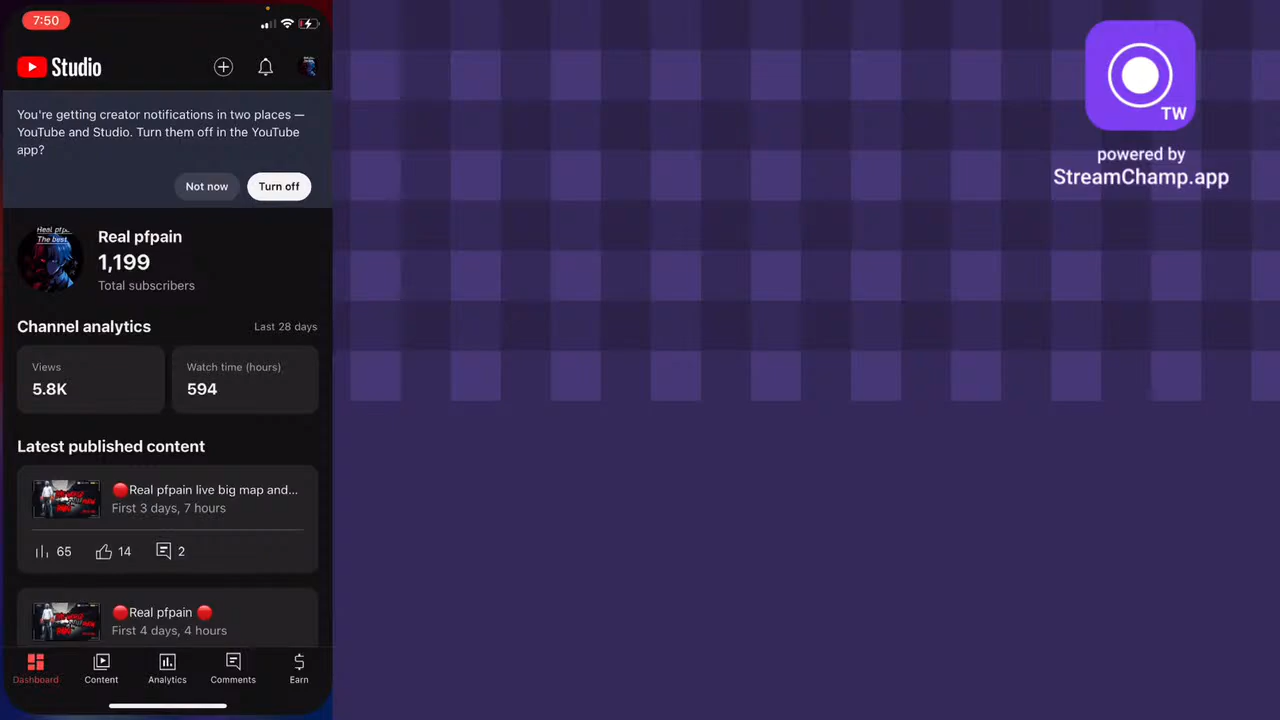 7:50
Studio
You're getting creator notifications in two places —
YouTube and Studio. Turn them off in the YouTube
app?
Not now
Turn off
Real pfpain
1,199
Total subscribers
Channel analytics
Last 28 days
Views
5.8K
Watch time (hours)
594
Latest published content
🔴Real pfpain live big map and...
First 3 days, 7 hours
65
14
2
🔴Real pfpain 🔴
First 4 days, 4 hours
Dashboard
Content
Analytics
Comments
Earn
TW
powered by
StreamChamp.app